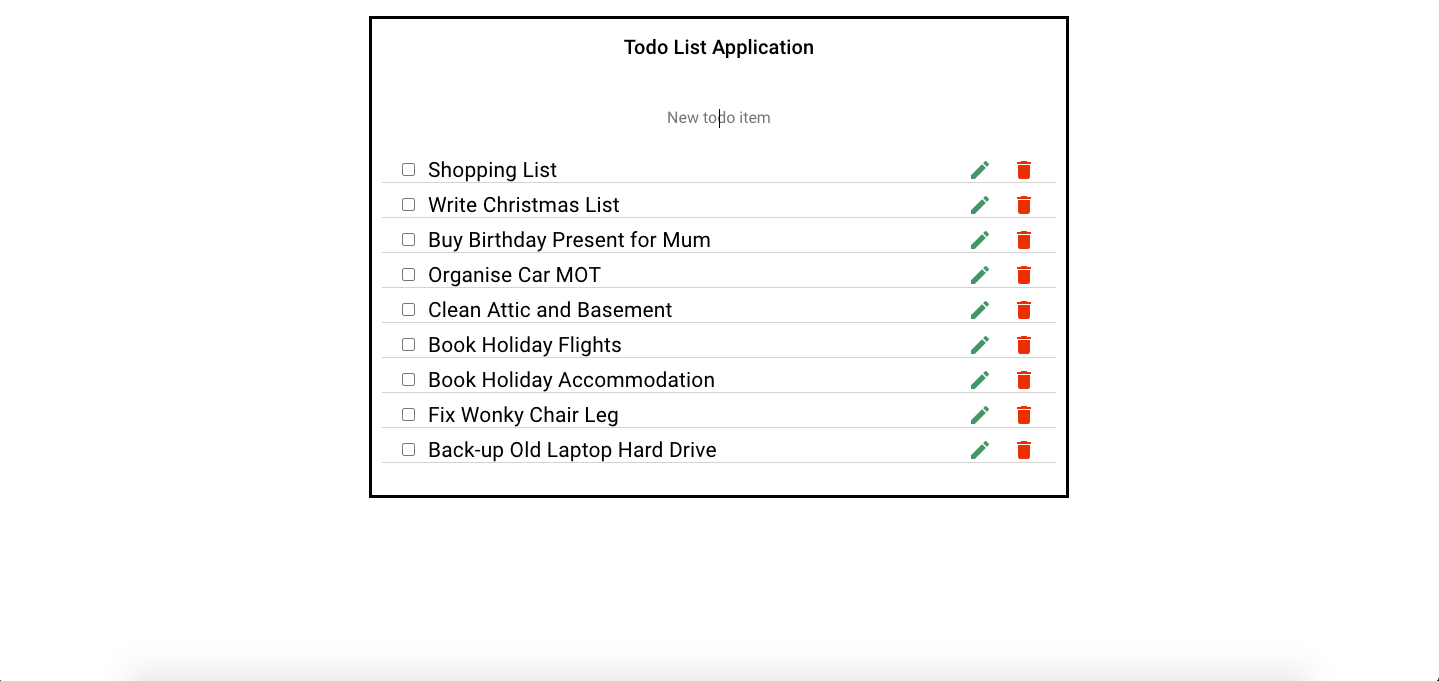 Todo List Application
New todo item
Shopping List
Write Christmas List
Buy Birthday Present for Mum
Organise Car MOT
Clean Attic and Basement
Book Holiday Flights
Book Holiday Accommodation
Fix Wonky Chair Leg
Back-up Old Laptop Hard Drive